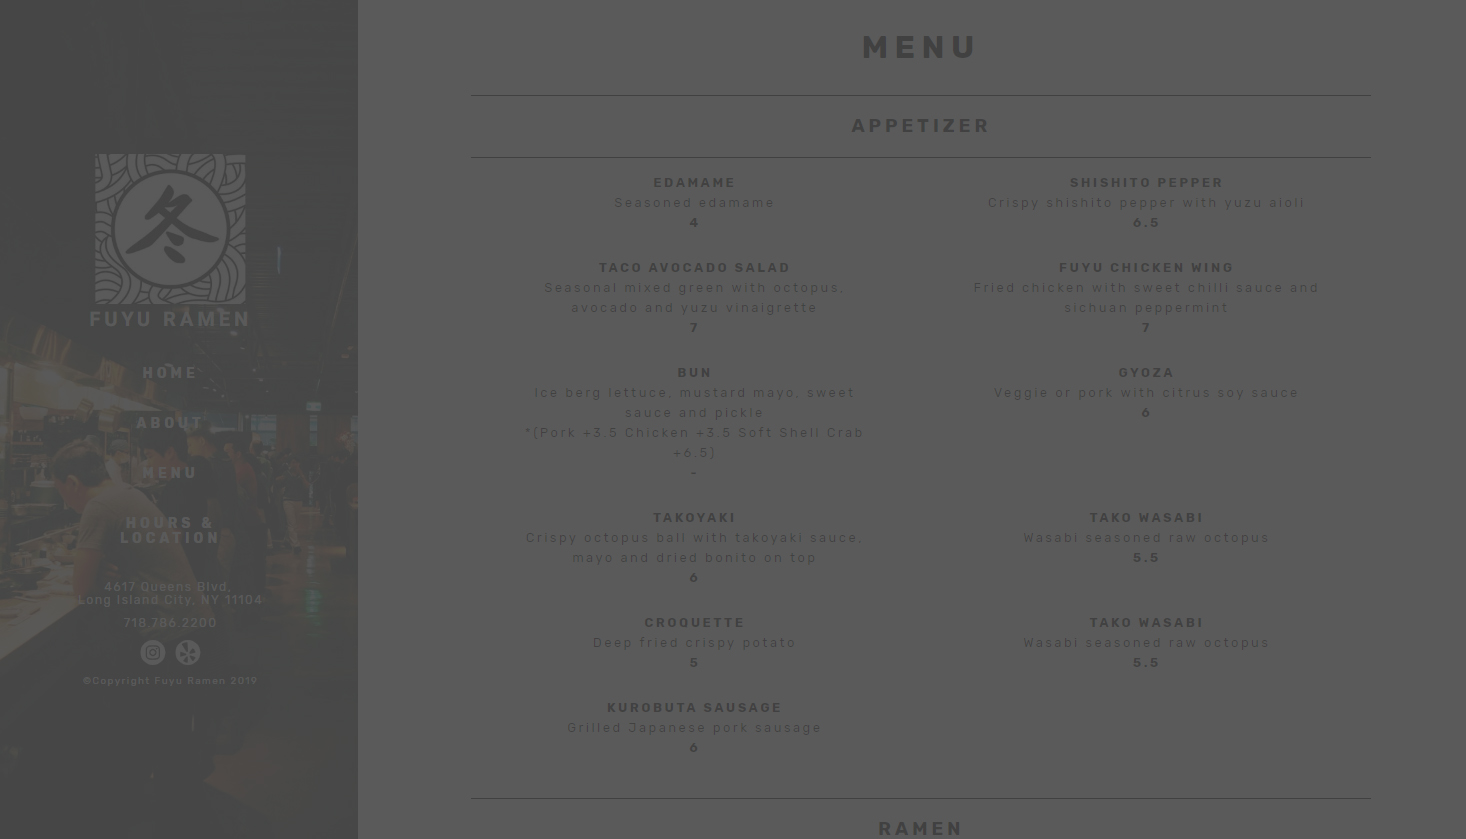 冬
FUYU RAMEN
HOME
ABOUT
MENU
HOURS &
LOCATION
4617 Queens Blvd,
Long Island City, NY 11104
718.786.2200
©Copyright Fuyu Raman 2019
MENU
APPETIZER
EDAMAME
Seasoned edamame
4
SHISHITO PEPPER
Crispy shishito pepper with yuzu aioli
6.5
TACO AVOCADO SALAD
Seasonal mixed green with octopus,
avocado and yuzu vinaigrette
7
FUYU CHICKEN WING
Fried chicken with sweet chilli sauce and
sichuan peppermint
7
BUN
Ice berg lettuce, mustard mayo, sweet
sauce and pickle
*(Pork +3.5 Chicken +3.5 Soft Shell Crab
+6.5)
-
GYOZA
Veggie or pork with citrus soy sauce
6
TAKOYAKI
Crispy octopus ball with takoyaki sauce,
mayo and dried bonito on top
6
TAKO WASABI
Wasabi seasoned raw octopus
5.5
CROQUETTE
Deep fried crispy potato
5
TAKO WASABI
Wasabi seasoned raw octopus
5.5
KUROBUTA SAUSAGE
Grilled Japanese pork sausage
6
RAMEN